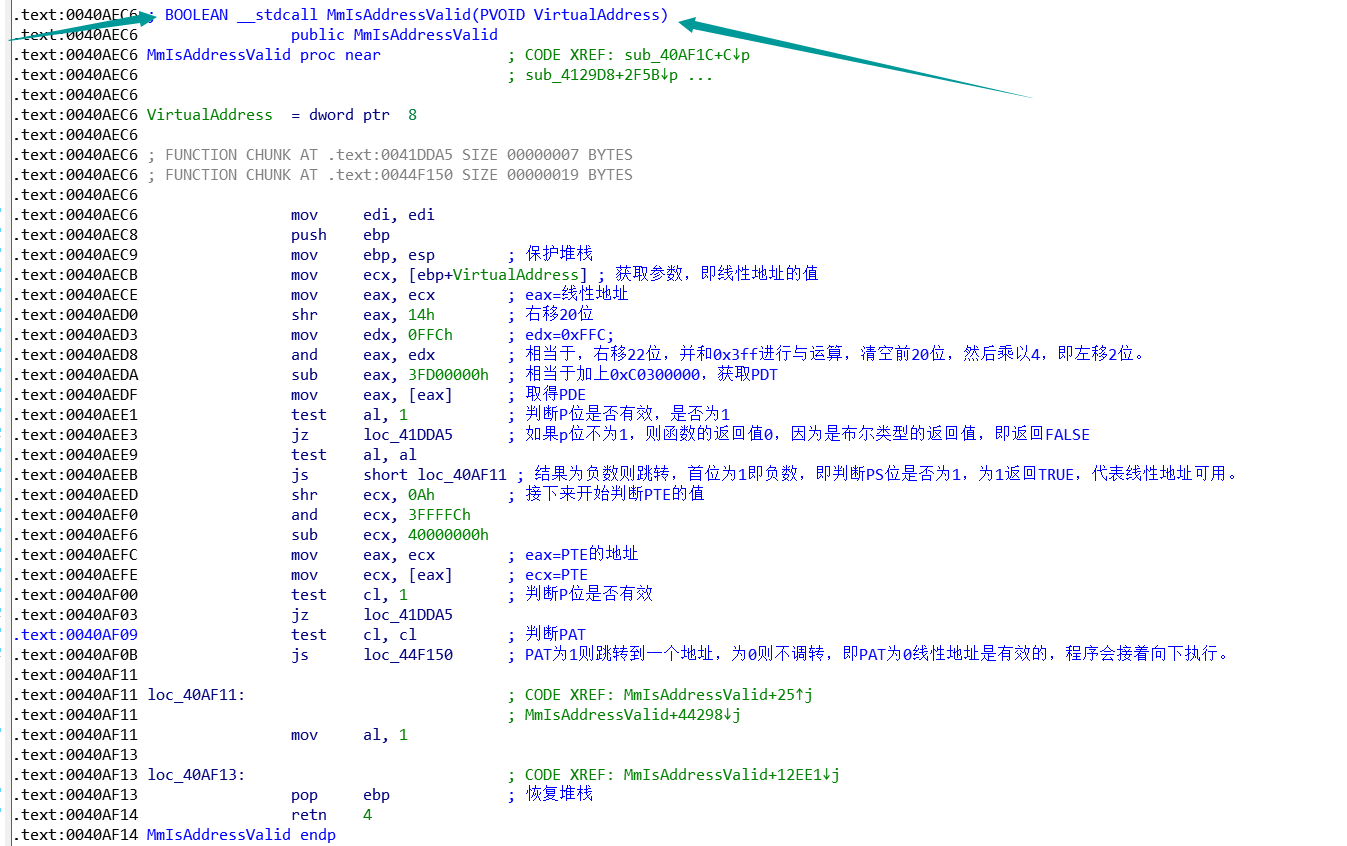 .text:0040AEC6 ; BOOLEAN __stdcall MmIsAddressValid(PVOID VirtualAddress)
.text:0040AEC6                 public MmIsAddressValid
.text:0040AEC6 MmIsAddressValid proc near              ; CODE XREF: sub_40AF1C+C↓p
.text:0040AEC6                                         ; sub_4129D8+2F5B↓p ...
.text:0040AEC6
.text:0040AEC6 VirtualAddress  = dword ptr  8
.text:0040AEC6
.text:0040AEC6 ; FUNCTION CHUNK AT .text:0041DDA5 SIZE 00000007 BYTES
.text:0040AEC6 ; FUNCTION CHUNK AT .text:0044F150 SIZE 00000019 BYTES
.text:0040AEC6
.text:0040AEC6                 mov     edi, edi
.text:0040AEC8                 push    ebp
.text:0040AEC9                 mov     ebp, esp        ; 保护堆栈
.text:0040AECB                 mov     ecx, [ebp+VirtualAddress] ; 获取参数，即线性地址的值
.text:0040AECE                 mov     eax, ecx        ; eax=线性地址
.text:0040AED0                 shr     eax, 14h        ; 右移20位
.text:0040AED3                 mov     edx, 0FFCh      ; edx=0xFFC;
.text:0040AED8                 and     eax, edx        ; 相当于，右移22位，并和0x3ff进行与运算，清空前20位，然后乘以4，即左移2位。
.text:0040AEDA                 sub     eax, 3FD00000h  ; 相当于加上0xC0300000，获取PDT
.text:0040AEDF                 mov     eax, [eax]      ; 取得PDE
.text:0040AEE1                 test    al, 1           ; 判断P位是否有效，是否为1
.text:0040AEE3                 jz      loc_41DDA5      ; 如果p位不为1，则函数的返回值0，因为是布尔类型的返回值，即返回FALSE
.text:0040AEE9                 test    al, al
.text:0040AEEB                 js      short loc_40AF11 ; 结果为负数则跳转，首位为1即负数，即判断PS位是否为1，为1返回TRUE，代表线性地址可用。
.text:0040AEED                 shr     ecx, 0Ah        ; 接下来开始判断PTE的值
.text:0040AEF0                 and     ecx, 3FFFFCh
.text:0040AEF6                 sub     ecx, 40000000h
.text:0040AEFC                 mov     eax, ecx        ; eax=PTE的地址
.text:0040AEFE                 mov     ecx, [eax]      ; ecx=PTE
.text:0040AF00                 test    cl, 1           ; 判断P位是否有效
.text:0040AF03                 jz      loc_41DDA5
.text:0040AF09                 test    cl, cl          ; 判断PAT
.text:0040AF0B                 js      loc_44F150      ; PAT为1则跳转到一个地址，为0则不调转，即PAT为0线性地址是有效的，程序会接着向下执行。
.text:0040AF11
.text:0040AF11 loc_40AF11:                             ; CODE XREF: MmIsAddressValid+25↑j
.text:0040AF11                                         ; MmIsAddressValid+44298↓j
.text:0040AF11                 mov     al, 1
.text:0040AF13
.text:0040AF13 loc_40AF13:                             ; CODE XREF: MmIsAddressValid+12EE1↓j
.text:0040AF13                 pop     ebp             ; 恢复堆栈
.text:0040AF14                 retn    4
.text:0040AF14 MmIsAddressValid endp